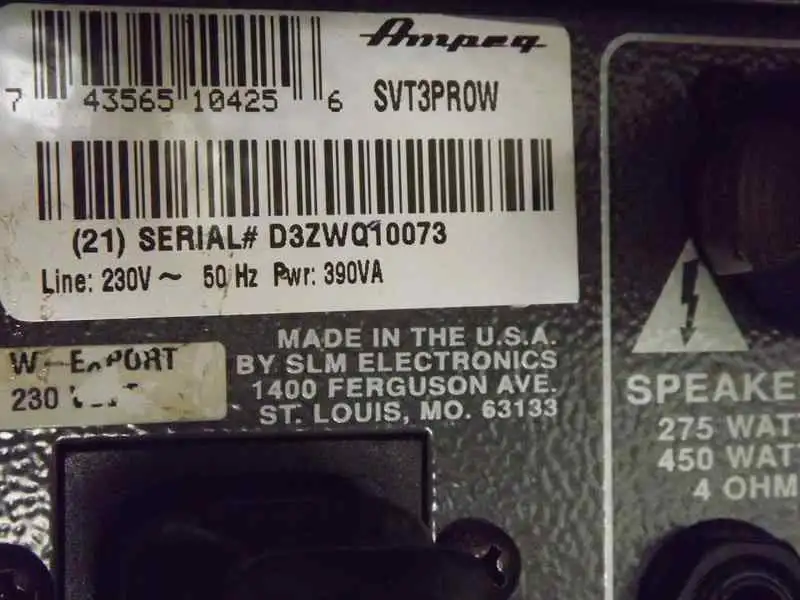 Ampeg
7 43565 10425 6 SVT3PROW
(21) SERIAL# D3ZWQ10073
Line: 230V ~ 50 Hz Pwr: 390VA
MADE IN THE U.S.A.
BY SLM ELECTRONICS
1400 FERGUSON AVE.
ST. LOUIS, MO. 63133
W-EXPORT
230
SPEAKE
275 WAT
450 WAT
4 OHM